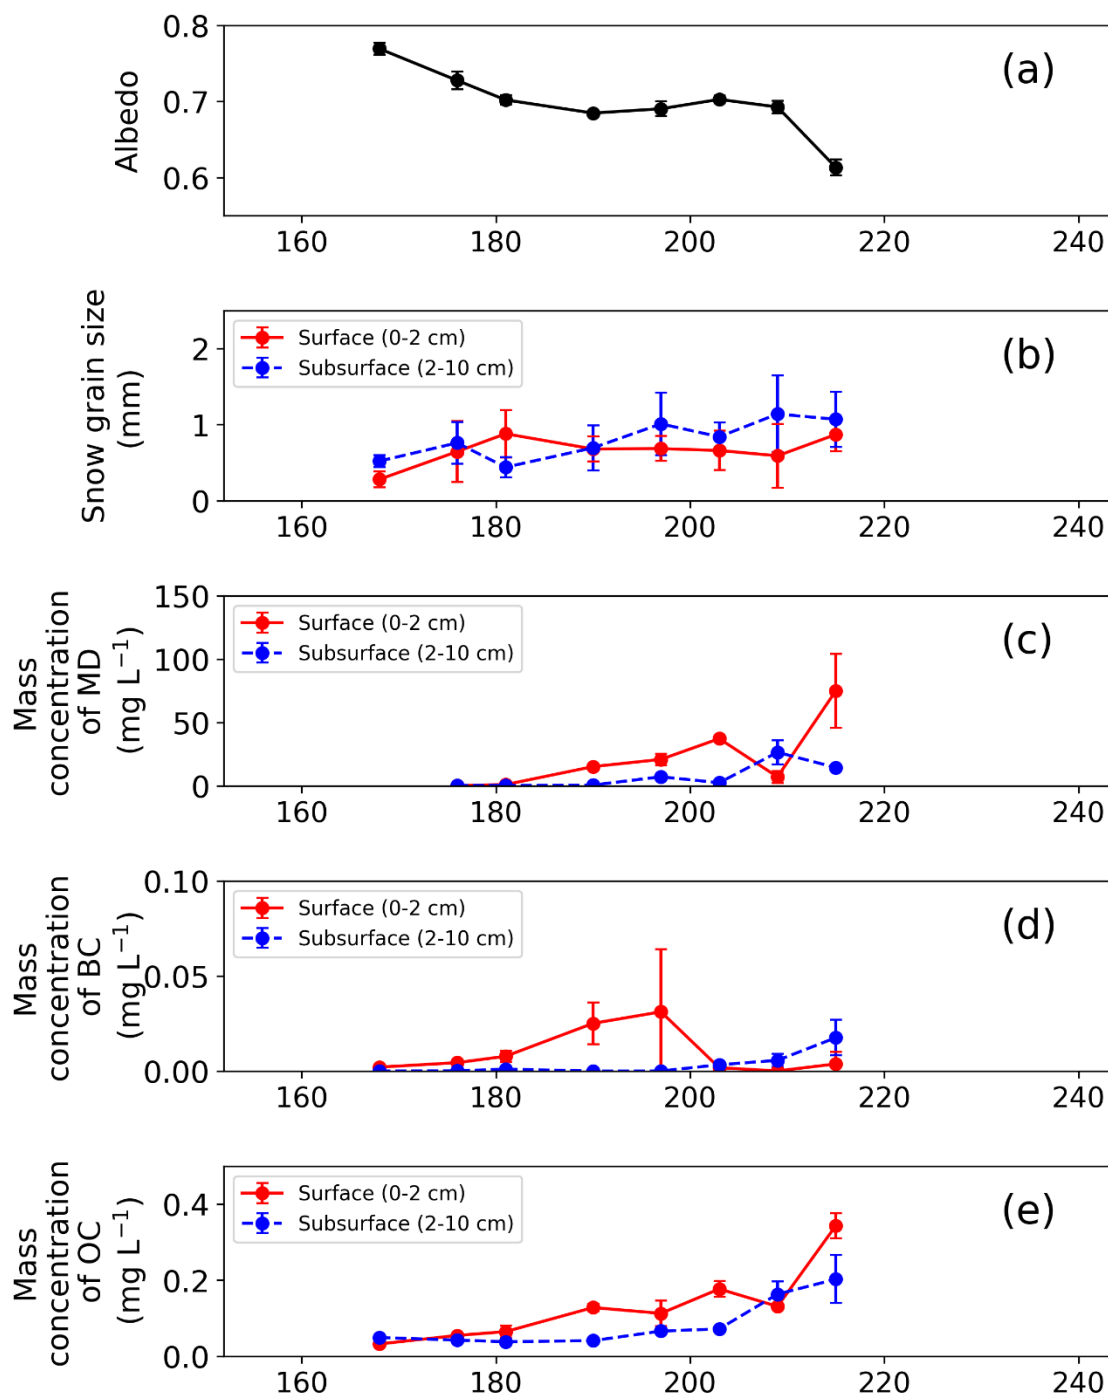 0.8
0.7
0.6
Albedo
(a)
160 180 200 220 240
Snow grain size
(mm)
2
1
0
Surface (0-2 cm)
Subsurface (2-10 cm)
(b)
160 180 200 220 240
Mass
concentration
of MD
(mg L⁻¹)
150
100
50
0
Surface (0-2 cm)
Subsurface (2-10 cm)
(c)
160 180 200 220 240
Mass
concentration
of BC
(mg L⁻¹)
0.10
0.05
0.00
Surface (0-2 cm)
Subsurface (2-10 cm)
(d)
160 180 200 220 240
Mass
concentration
of OC
(mg L⁻¹)
0.4
0.2
0.0
Surface (0-2 cm)
Subsurface (2-10 cm)
(e)
160 180 200 220 240